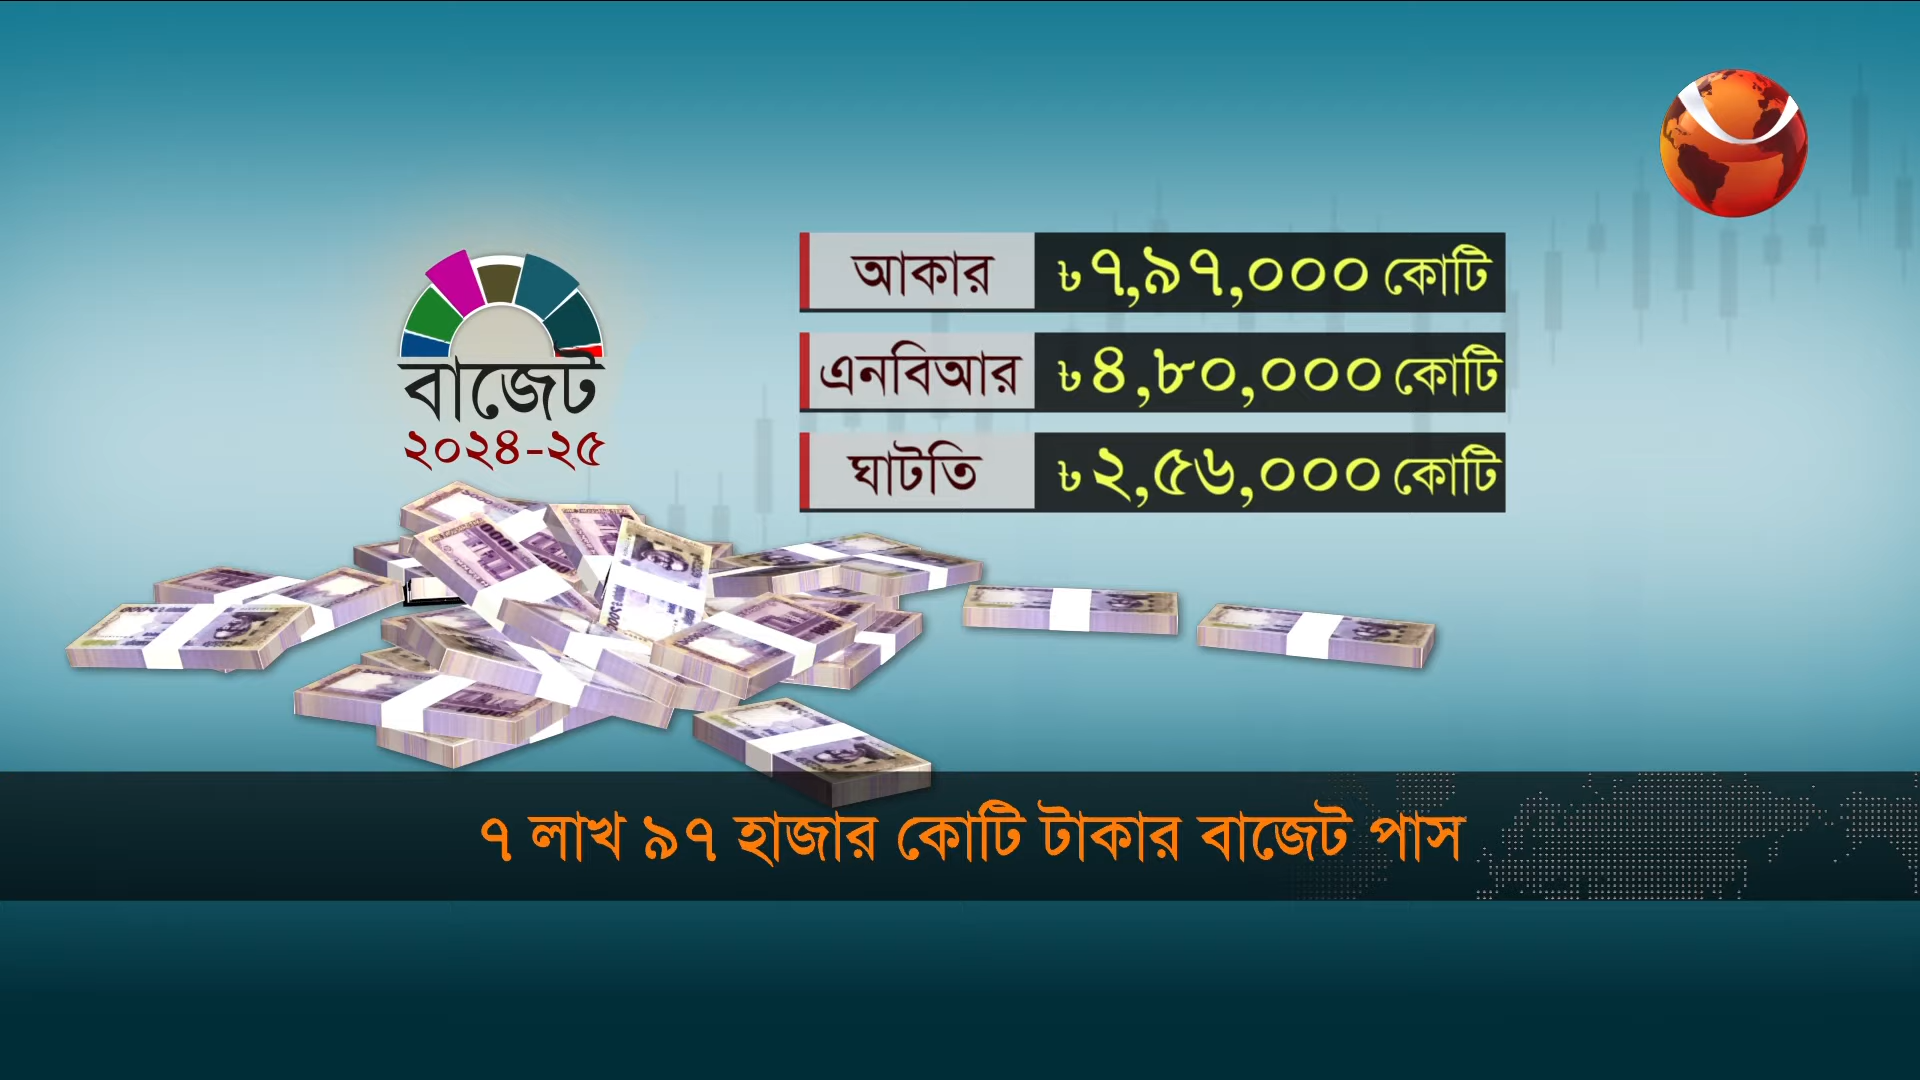 বাজেট
২০২৪-২৫
আকার ৳৭,৯৭,০০০ কোটি
এনবিআর ৳৪,৮০,০০০ কোটি
ঘাটতি ৳২,৫৬,০০০ কোটি
৭ লাখ ৯৭ হাজার কোটি টাকার বাজেট পাস